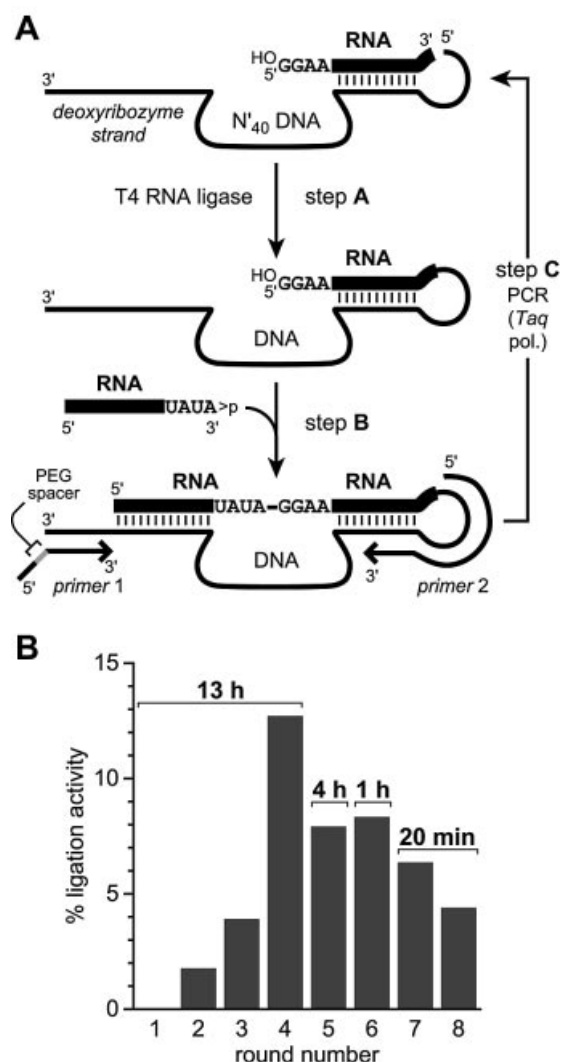 A
3'
deoxyribozyme
strand
HO
5'
GGAA
RNA
3'
5'
N'40 DNA
T4 RNA ligase
step A
step C
PCR
(Taq
pol.)
3'
HO
5'
GGAA
RNA
DNA
RNA
UAUA>p
5'
3'
step B
PEG
spacer
5'
RNA
UAUA-GGAA
RNA
5'
3'
DNA
5'
primer 1
3'
3'
primer 2
B
% ligation activity
15
10
5
0
13 h
4 h
1 h
20 min
1 2 3 4 5 6 7 8
round number